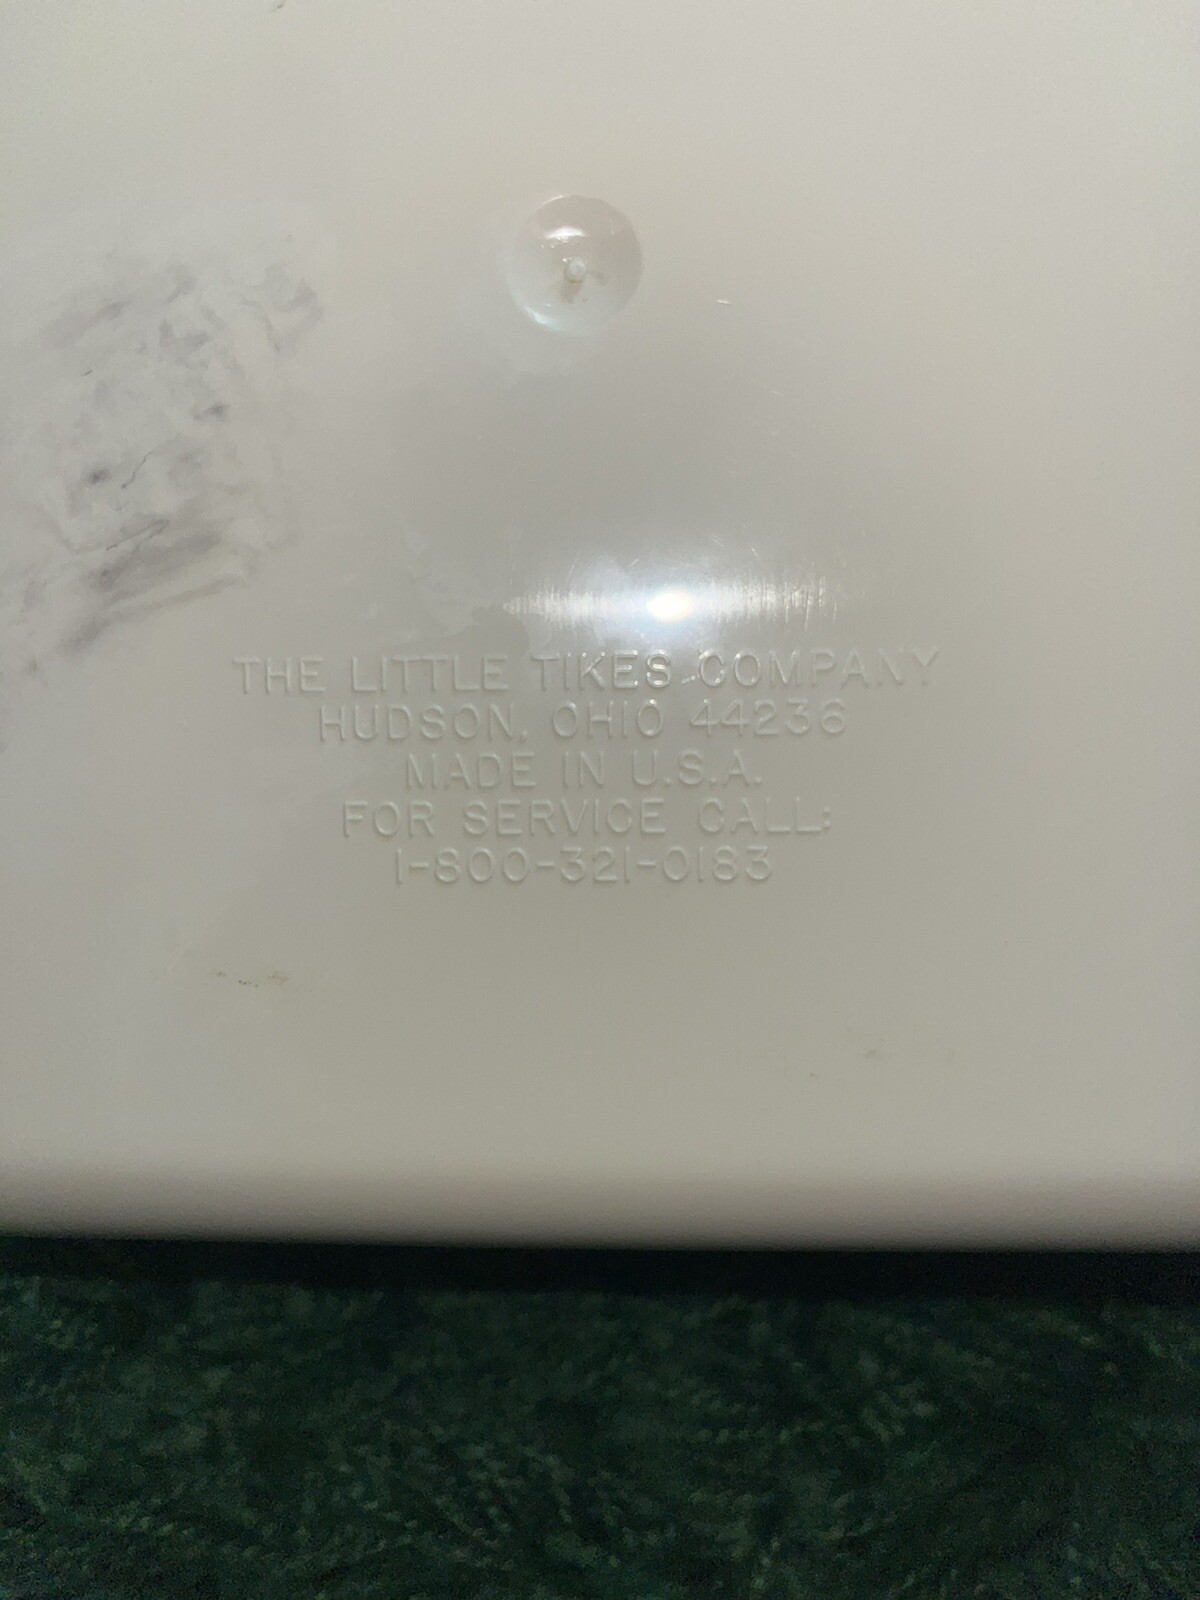 THE LITTLE TIKES COMPANY
HUDSON, OHIO 44236
MADE IN U.S.A.
FOR SERVICE CALL:
1-800-321-0183